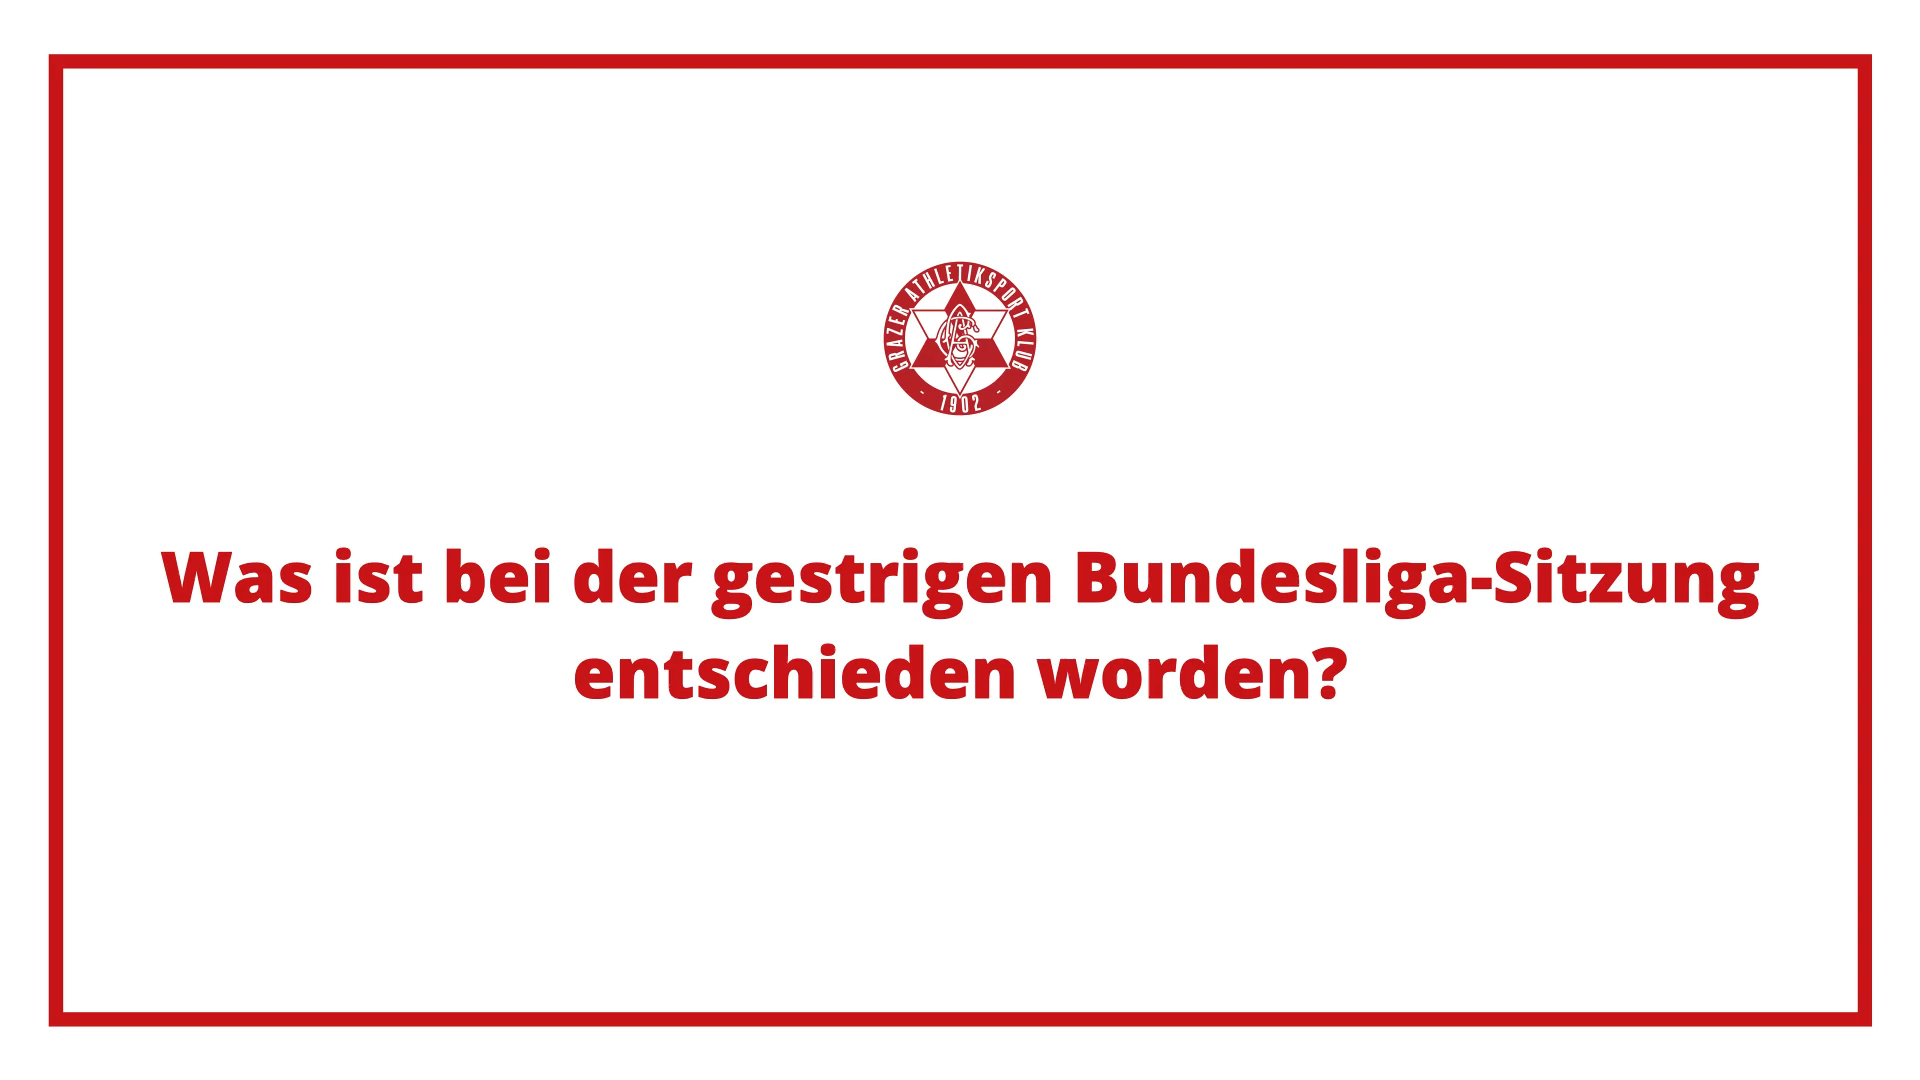 GRAZER ATHLETIKSPORT KLUB
- 1902 -
Was ist bei der gestrigen Bundesliga-Sitzung
entschieden worden?